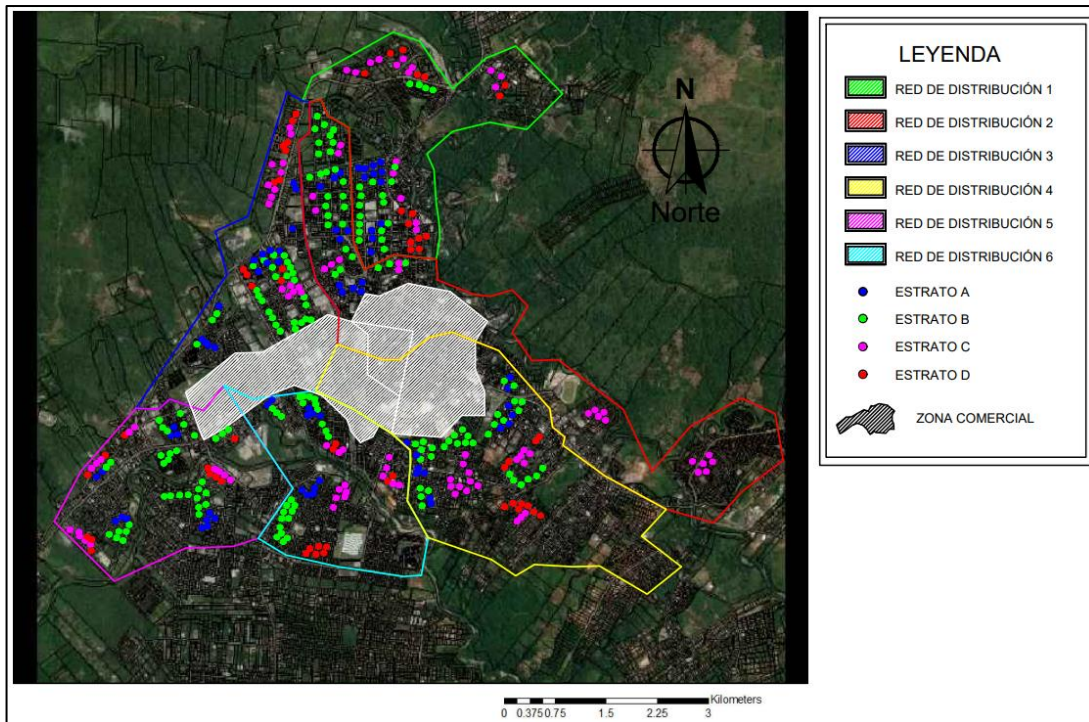 N
Norte
LEYENDA
RED DE DISTRIBUCIÓN 1
RED DE DISTRIBUCIÓN 2
RED DE DISTRIBUCIÓN 3
RED DE DISTRIBUCIÓN 4
RED DE DISTRIBUCIÓN 5
RED DE DISTRIBUCIÓN 6
ESTRATO A
ESTRATO B
ESTRATO C
ESTRATO D
ZONA COMERCIAL
Kilometers
0 0.375 0.75 1.5 2.25 3